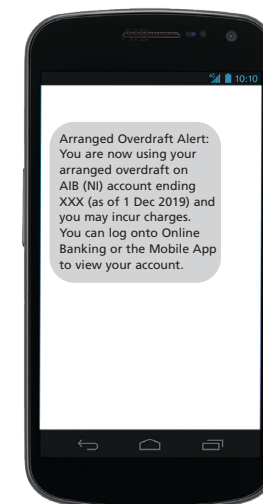 AIB
10:10
Arranged Overdraft Alert:
You are now using your
arranged overdraft on
AIB (NI) account ending
XXX (as of 1 Dec 2019) and
you may incur charges.
You can log onto Online
Banking or the Mobile App
to view your account.